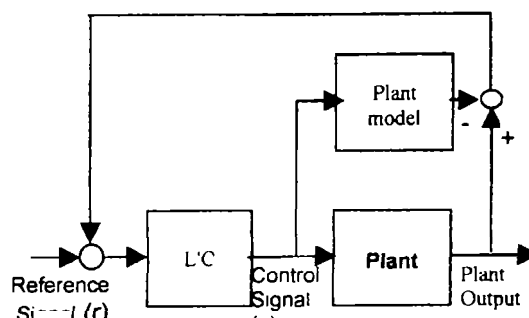 Plant
model
-
+
Plant
Reference
Signal (r)
Control
Signal
Plant
Output